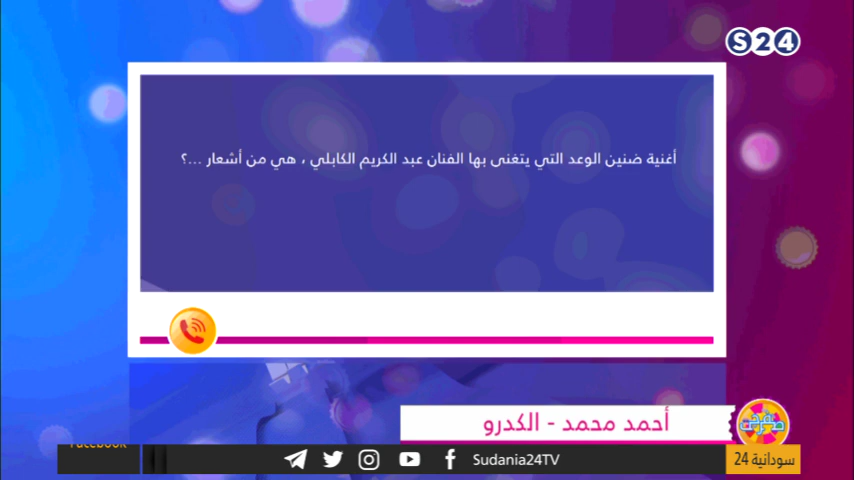 S24
أغنية ضنين الوعد التي يتغنى بها الفنان عبد الكريم الكابلي ، هي من أشعار ...؟
أحمد محمد - الكدرو
Facebook
Sudania24TV
سودانية 24